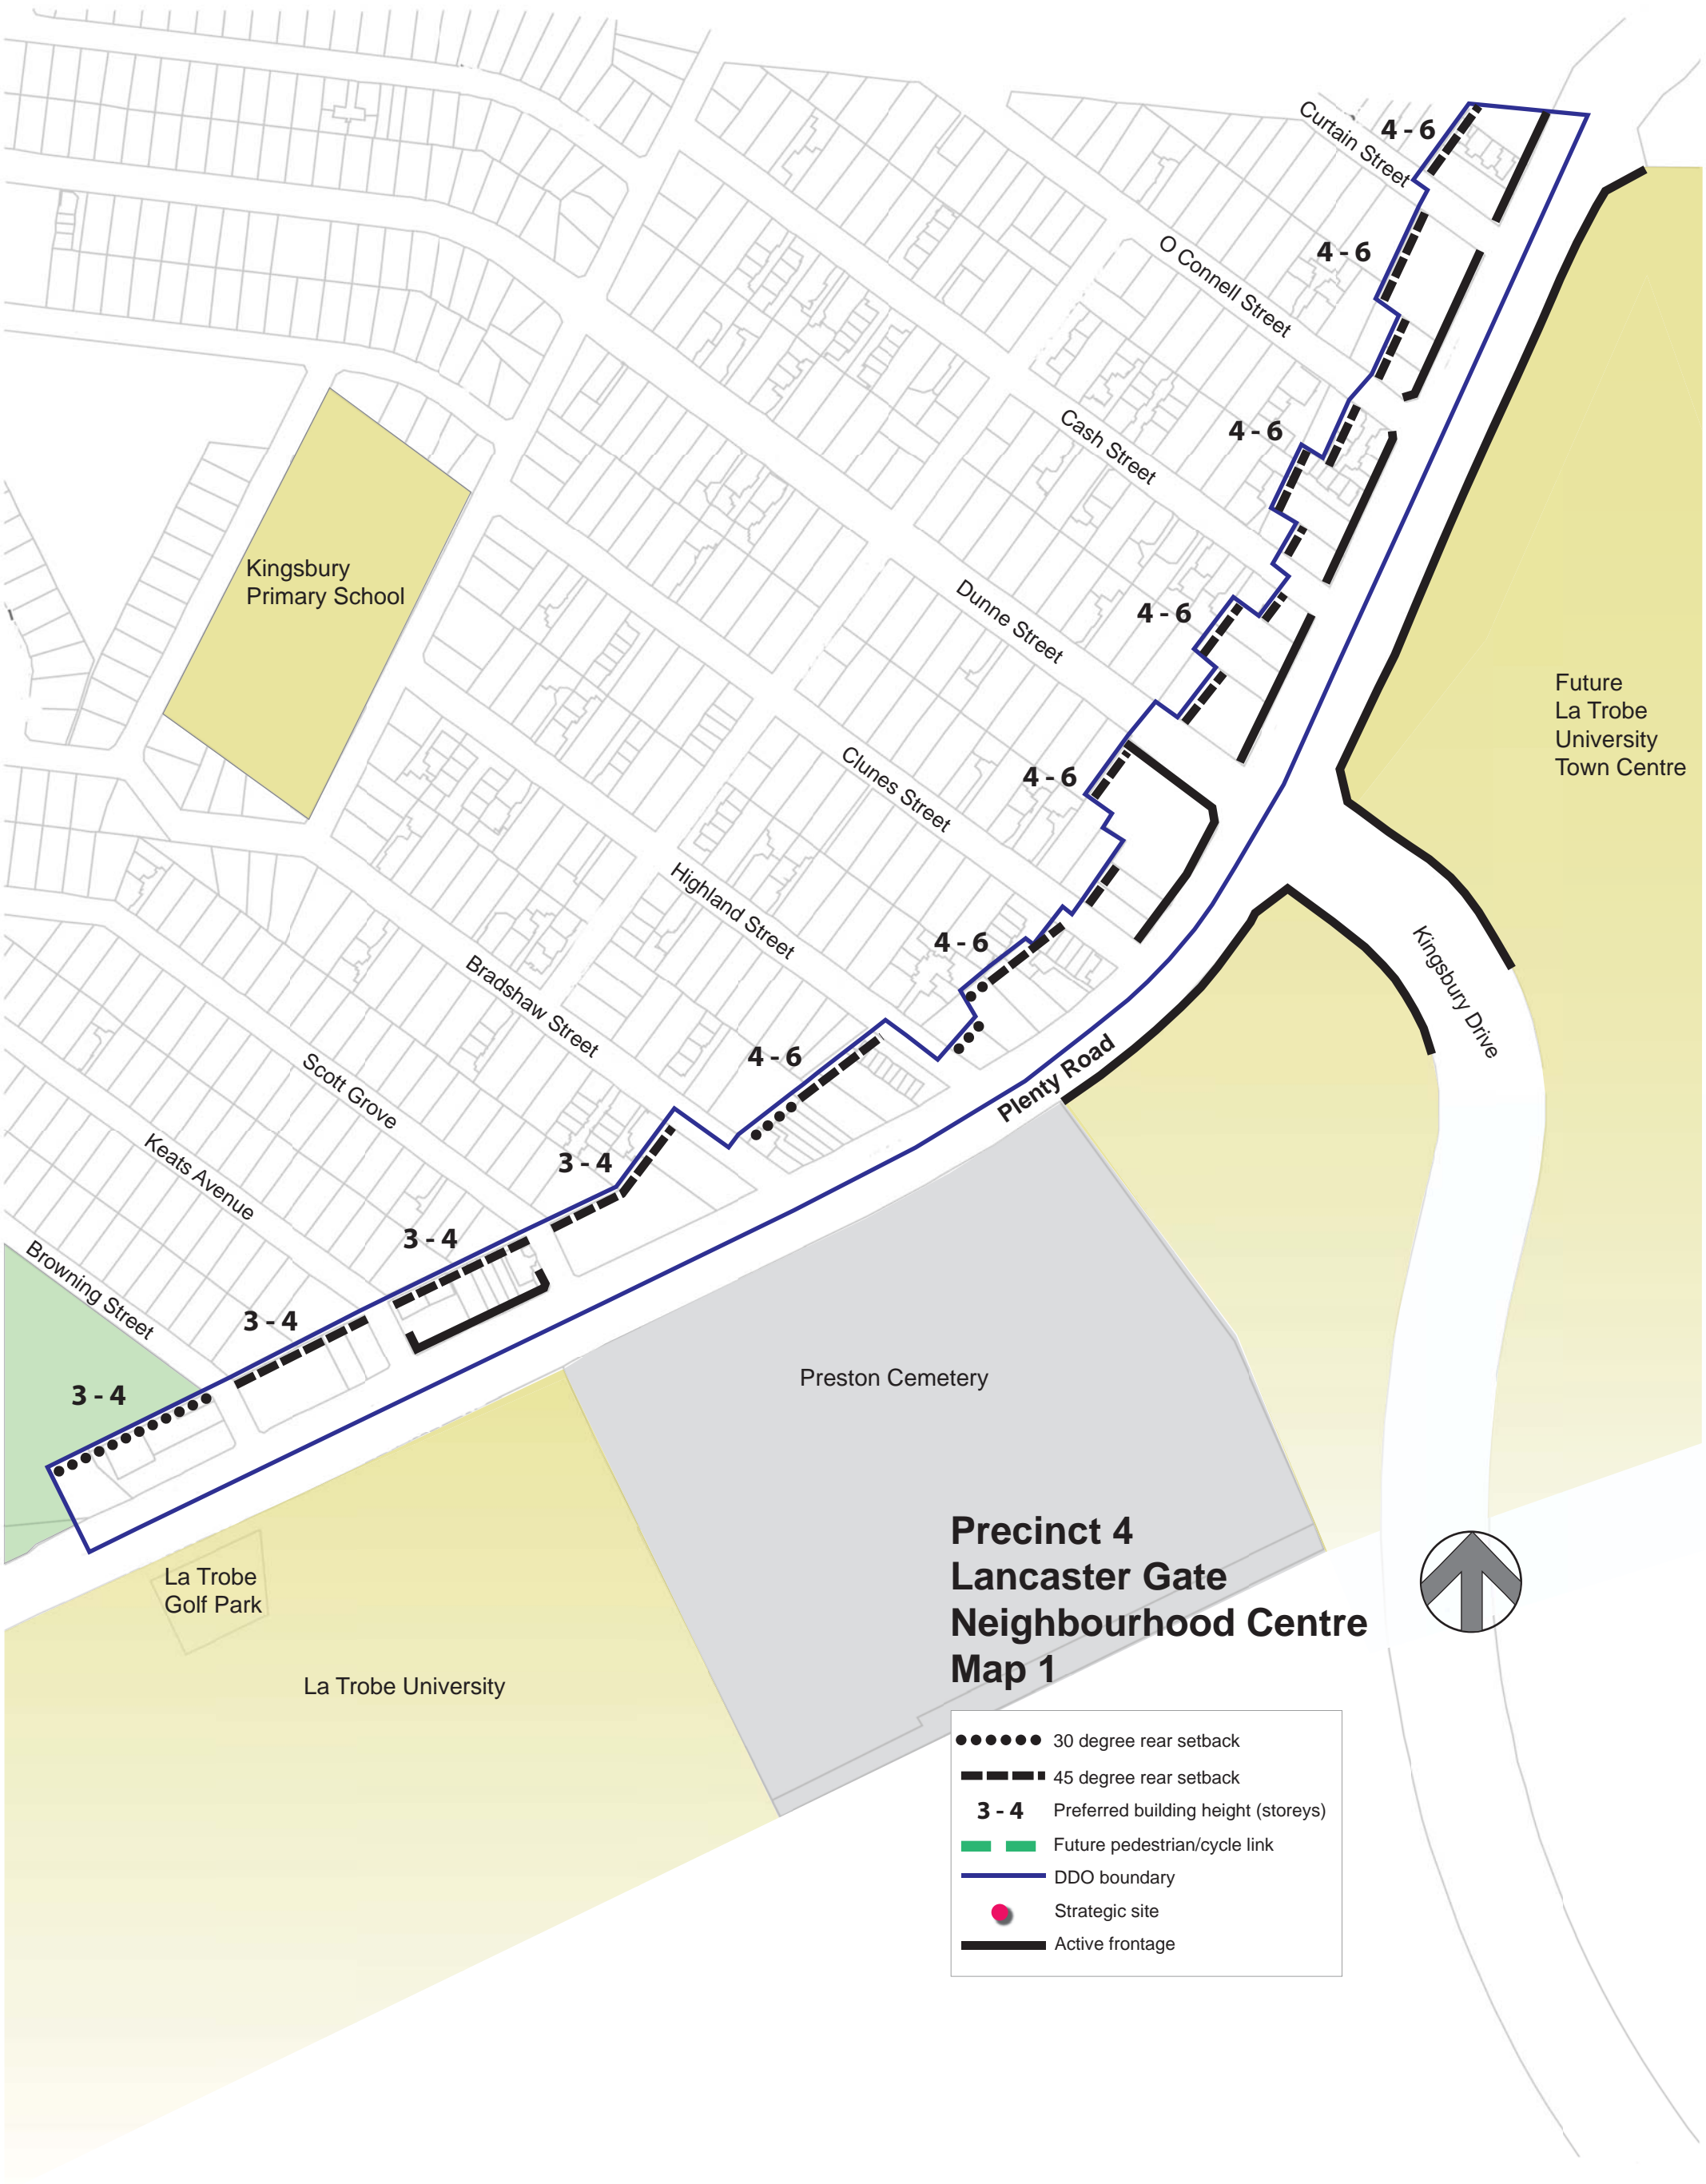 4 - 6
Curtain Street
4 - 6
O Connell Street
4 - 6
Cash Street
Kingsbury
Primary School
4 - 6
Dunne Street
Future
La Trobe
University
Town Centre
4 - 6
Clunes Street
Highland Street
4 - 6
Kingsbury Drive
Bradshaw Street
4 - 6
Plenty Road
Scott Grove
3 - 4
Keats Avenue
3 - 4
Browning Street
3 - 4
3 - 4
Preston Cemetery
La Trobe
Golf Park
La Trobe University
Precinct 4
Lancaster Gate
Neighbourhood Centre
Map 1
30 degree rear setback
45 degree rear setback
3 - 4 Preferred building height (storeys)
Future pedestrian/cycle link
DDO boundary
Strategic site
Active frontage